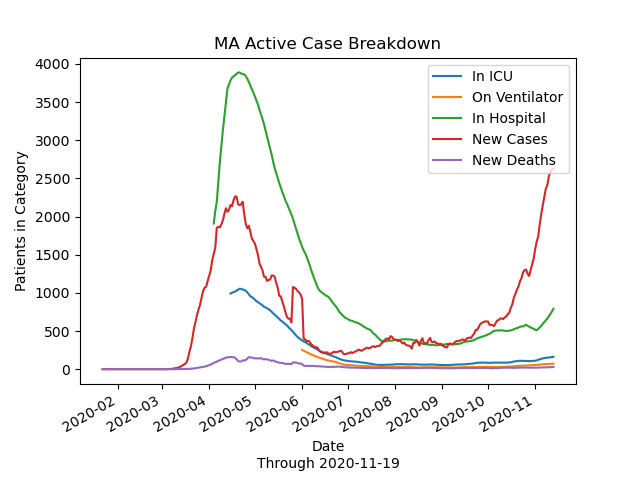 MA Active Case Breakdown
In ICU
On Ventilator
In Hospital
New Cases
New Deaths
Patients in Category
4000
3500
3000
2500
2000
1500
1000
500
0
2020-02
2020-03
2020-04
2020-05
2020-06
2020-07
2020-08
2020-09
2020-10
2020-11
Date
Through 2020-11-19